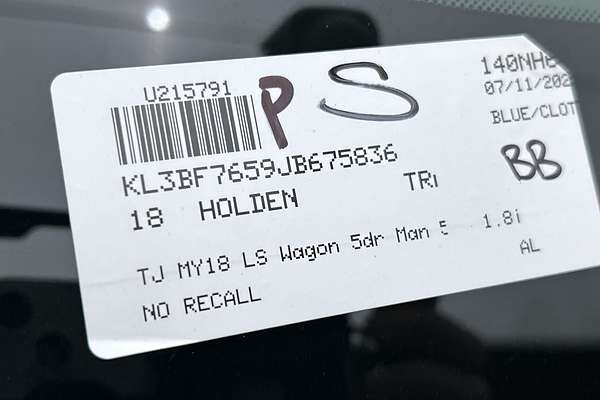 U215791
P S
140NH
07/11/202
BLUE/CLOT
BB
KL3BF7659JB675836
18 HOLDEN TR
TJ MY18 LS Wagon 5dr Man 5 1.8i
AL
NO RECALL